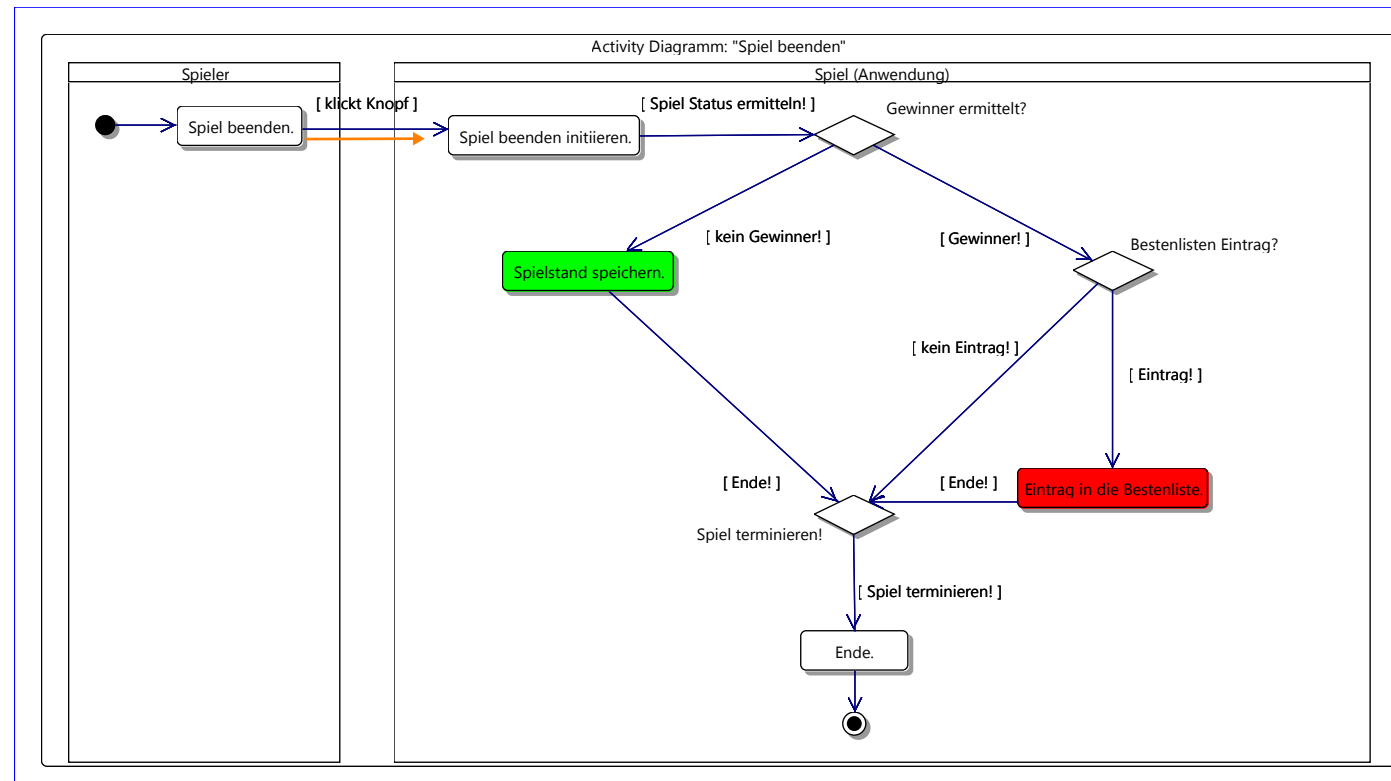 Activity Diagramm: "Spiel beenden"
Spieler
Spiel (Anwendung)
[ klickt Knopf ]
[ Spiel Status ermitteln! ]
Gewinner ermittelt?
Spiel beenden.
Spiel beenden initiieren.
[ kein Gewinner! ]
[ Gewinner! ]
Bestenlisten Eintrag?
Spielstand speichern.
[ kein Eintrag! ]
[ Eintrag! ]
[ Ende! ]
[ Ende! ]
Eintrag in die Bestenliste.
Spiel terminieren!
[ Spiel terminieren! ]
Ende.